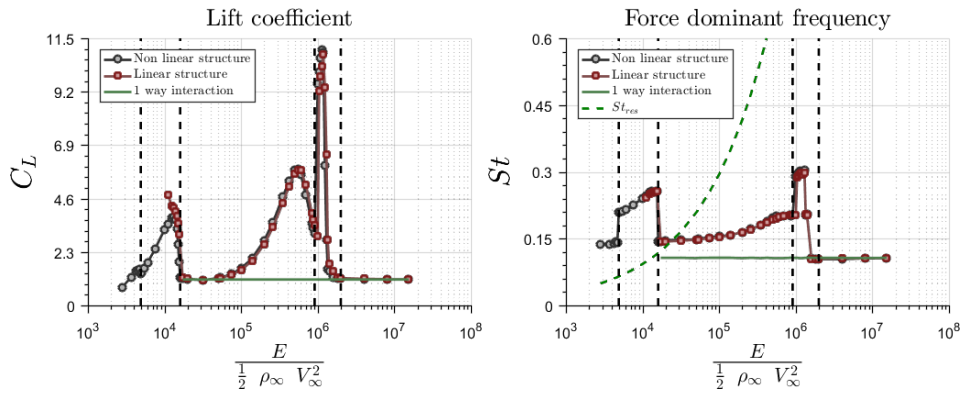 Lift coefficient
11.5
9.2
6.9
4.6
2.3
0
C_L
Non linear structure
Linear structure
1 way interaction
10^3 10^4 10^5 10^6 10^7 10^8
E
1/2 ρ_∞ V_∞^2
Force dominant frequency
0.6
0.45
0.3
0.15
0
St
Non linear structure
Linear structure
1 way interaction
St_res
10^3 10^4 10^5 10^6 10^7 10^8
E
1/2 ρ_∞ V_∞^2